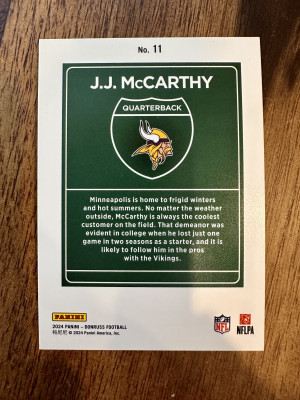 No. 11
J.J. McCARTHY
QUARTERBACK
Minneapolis is home to frigid winters
and hot summers. No matter the weather
outside, McCarthy is always the coolest
customer on the field. That demeanor was
evident in college when he lost just one
game in two seasons as a starter, and it is
likely to follow him in the pros
with the Vikings.
PANINI
2024 PANINI – DONRUSS FOOTBALL
© 2024 Panini America, Inc.
NFL
NFLPA